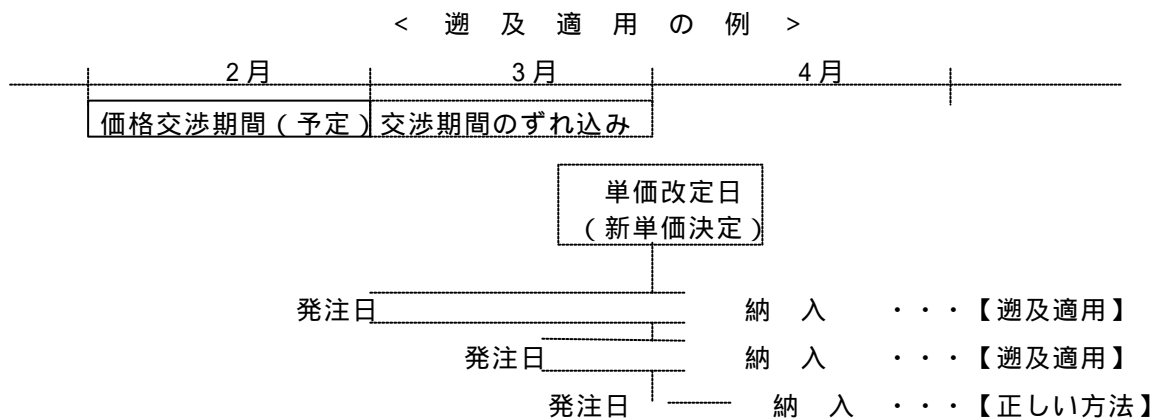 < 遡 及 適 用 の 例 >
2月 3月 4月
価格交渉期間(予定) 交渉期間のずれ込み
単価改定日
(新単価決定)
発注日 納 入 ・・・【遡及適用】
発注日 納 入 ・・・【遡及適用】
発注日 納 入 ・・・【正しい方法】